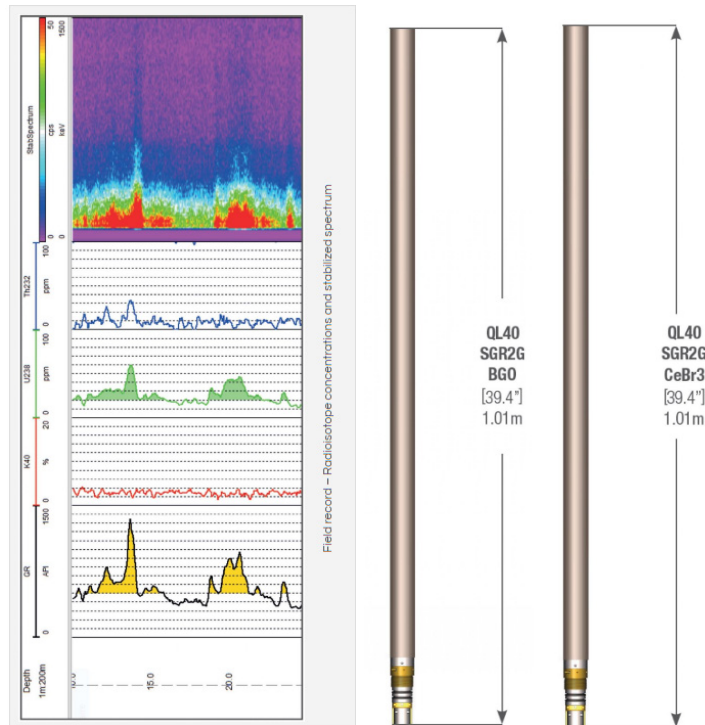 StabSpectrum
0 cps 50
0 keV 1500
Th232
0 ppm 100
U238
0 ppm 100
K40
0 % 20
GR
0 API 1500
Depth
1m:200m
15.0
20.0
Field record – Radioisotope concentrations and stabilized spectrum
QL40
SGR2G
BGO
[39.4"]
1.01m
QL40
SGR2G
CeBr3
[39.4"]
1.01m